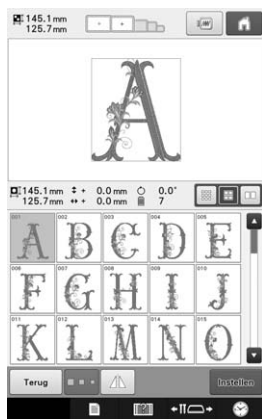 145.1 mm
125.7 mm
A
145.1 mm + 0.0 mm 0.0°
125.7 mm + 0.0 mm 7
001 002 003 004 005
A B C D E
006 007 008 009 010
F G H I J
011 012 013 014 015
K L M N O
Terug Instellen